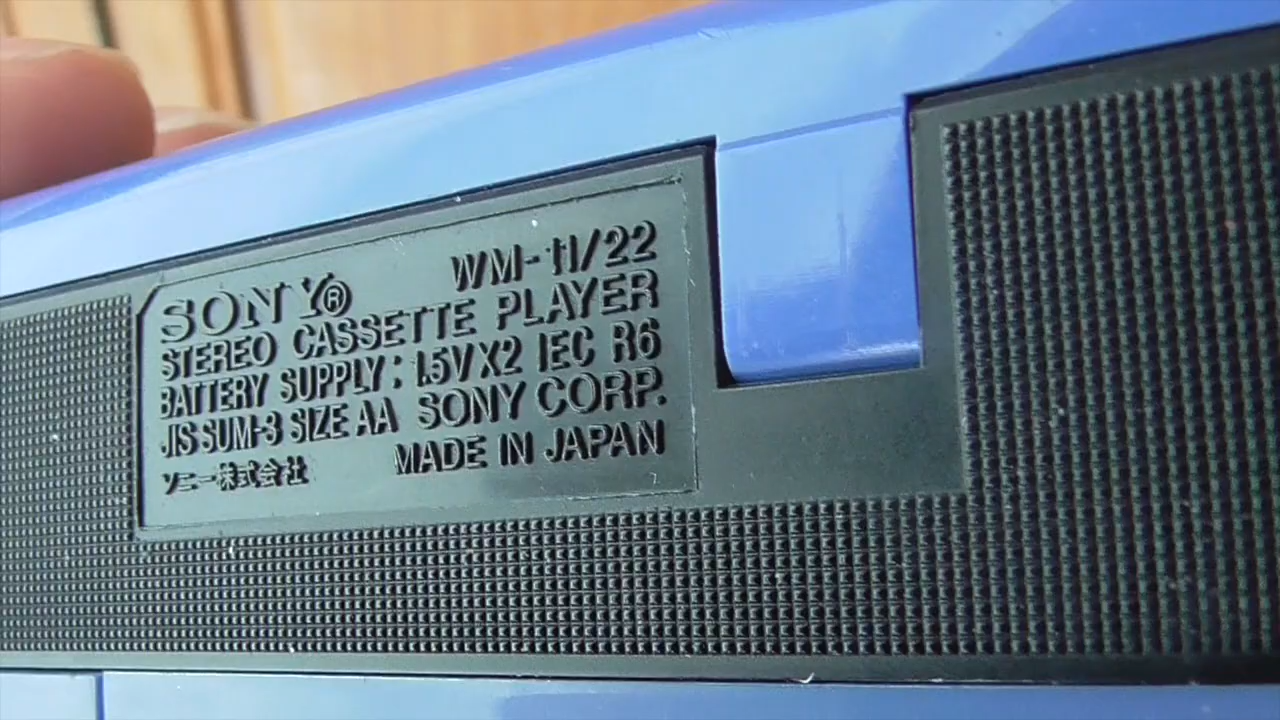 SONY® WM-11/22
STEREO CASSETTE PLAYER
BATTERY SUPPLY: 1.5V X2 IEC R6
JIS SUM-3 SIZE AA SONY CORP.
ソニー株式会社 MADE IN JAPAN